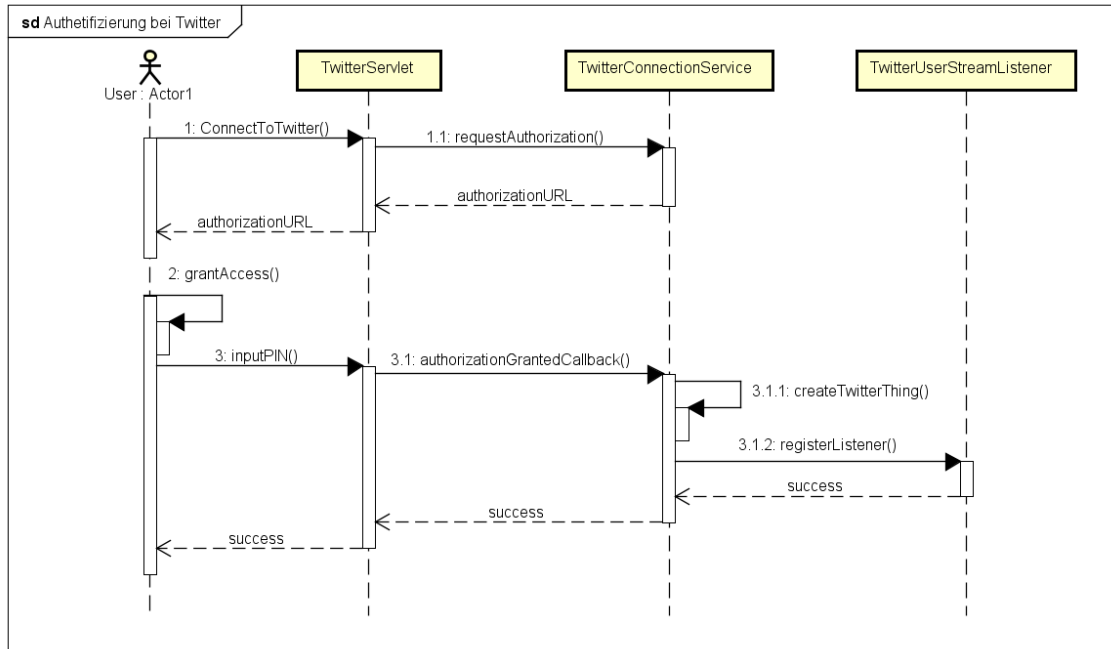 sd Authetifizierung bei Twitter
User : Actor1
TwitterServlet
TwitterConnectionService
TwitterUserStreamListener
1: ConnectToTwitter()
1.1: requestAuthorization()
authorizationURL
authorizationURL
2: grantAccess()
3: inputPIN()
3.1: authorizationGrantedCallback()
3.1.1: createTwitterThing()
3.1.2: registerListener()
success
success
success